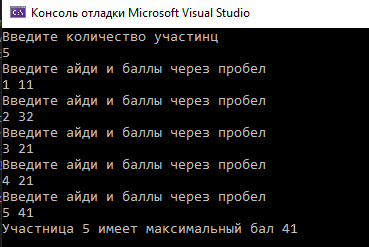 Консоль отладки Microsoft Visual Studio
Введите количество участинц
5
Введите айди и баллы через пробел
1 11
Введите айди и баллы через пробел
2 32
Введите айди и баллы через пробел
3 21
Введите айди и баллы через пробел
4 21
Введите айди и баллы через пробел
5 41
Участница 5 имеет максимальный бал 41